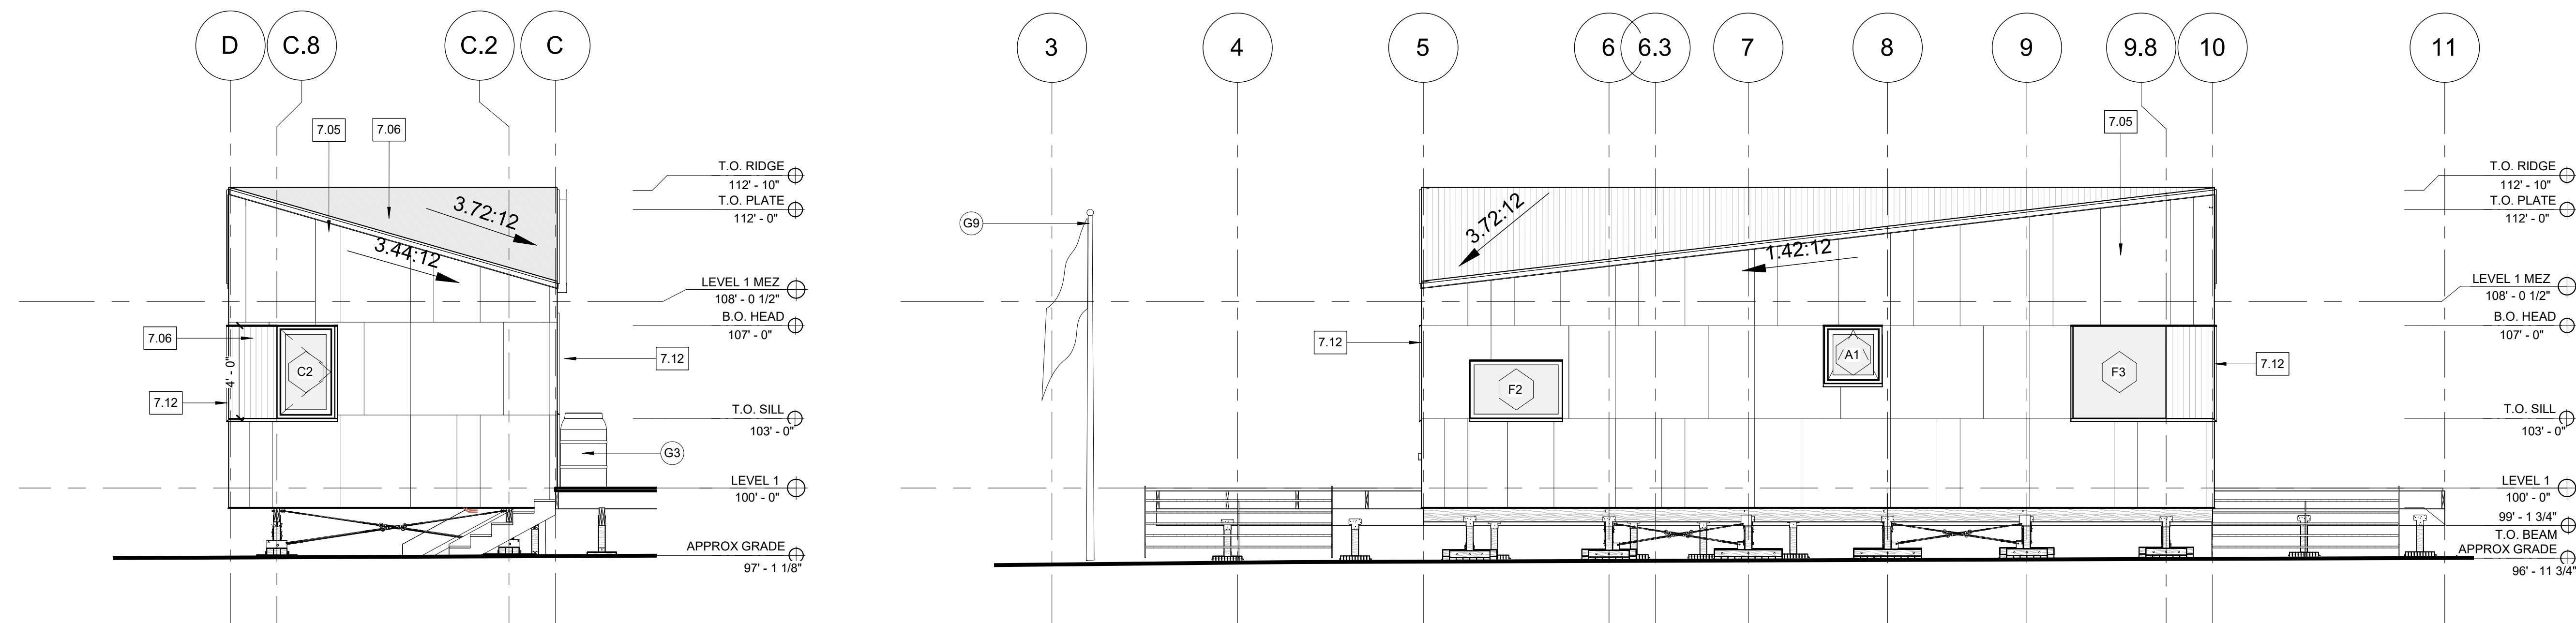 D
C.8
C.2
C
7.05
7.06
3.72:12
3.44:12
7.06
4' - 0"
C2
7.12
7.12
G3
T.O. RIDGE
112' - 10"
T.O. PLATE
112' - 0"
LEVEL 1 MEZ
108' - 0 1/2"
B.O. HEAD
107' - 0"
T.O. SILL
103' - 0"
LEVEL 1
100' - 0"
APPROX GRADE
97' - 1 1/8"
3
4
5
6
6.3
7
8
9
9.8
10
11
7.05
G9
3.72:12
1.42:12
7.12
F2
A1
F3
7.12
T.O. RIDGE
112' - 10"
T.O. PLATE
112' - 0"
LEVEL 1 MEZ
108' - 0 1/2"
B.O. HEAD
107' - 0"
T.O. SILL
103' - 0"
LEVEL 1
100' - 0"
99' - 1 3/4"
T.O. BEAM
APPROX GRADE
96' - 11 3/4"